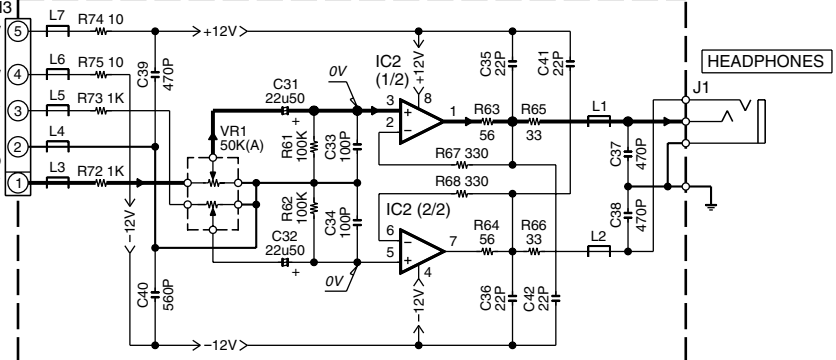 13
5
L7
R74 10
+12V
4
L6
R75 10
C39
470P
3
L5
R73 1K
2
L4
1
L3
R72 1K
-12V
C40
560P
-12V
VR1
50K(A)
C31
22u50
+
0V
R61
100K
C33
100P
R62
100K
C34
100P
C32
22u50
+
0V
IC2
(1/2)
+12V
8
3
+
2
-
1
R63
56
R65
33
C35
22P
C41
22P
R67 330
R68 330
IC2 (2/2)
6
-
5
+
7
4
-12V
R64
56
R66
33
C36
22P
C42
22P
L1
L2
C37
470P
C38
470P
J1
HEADPHONES